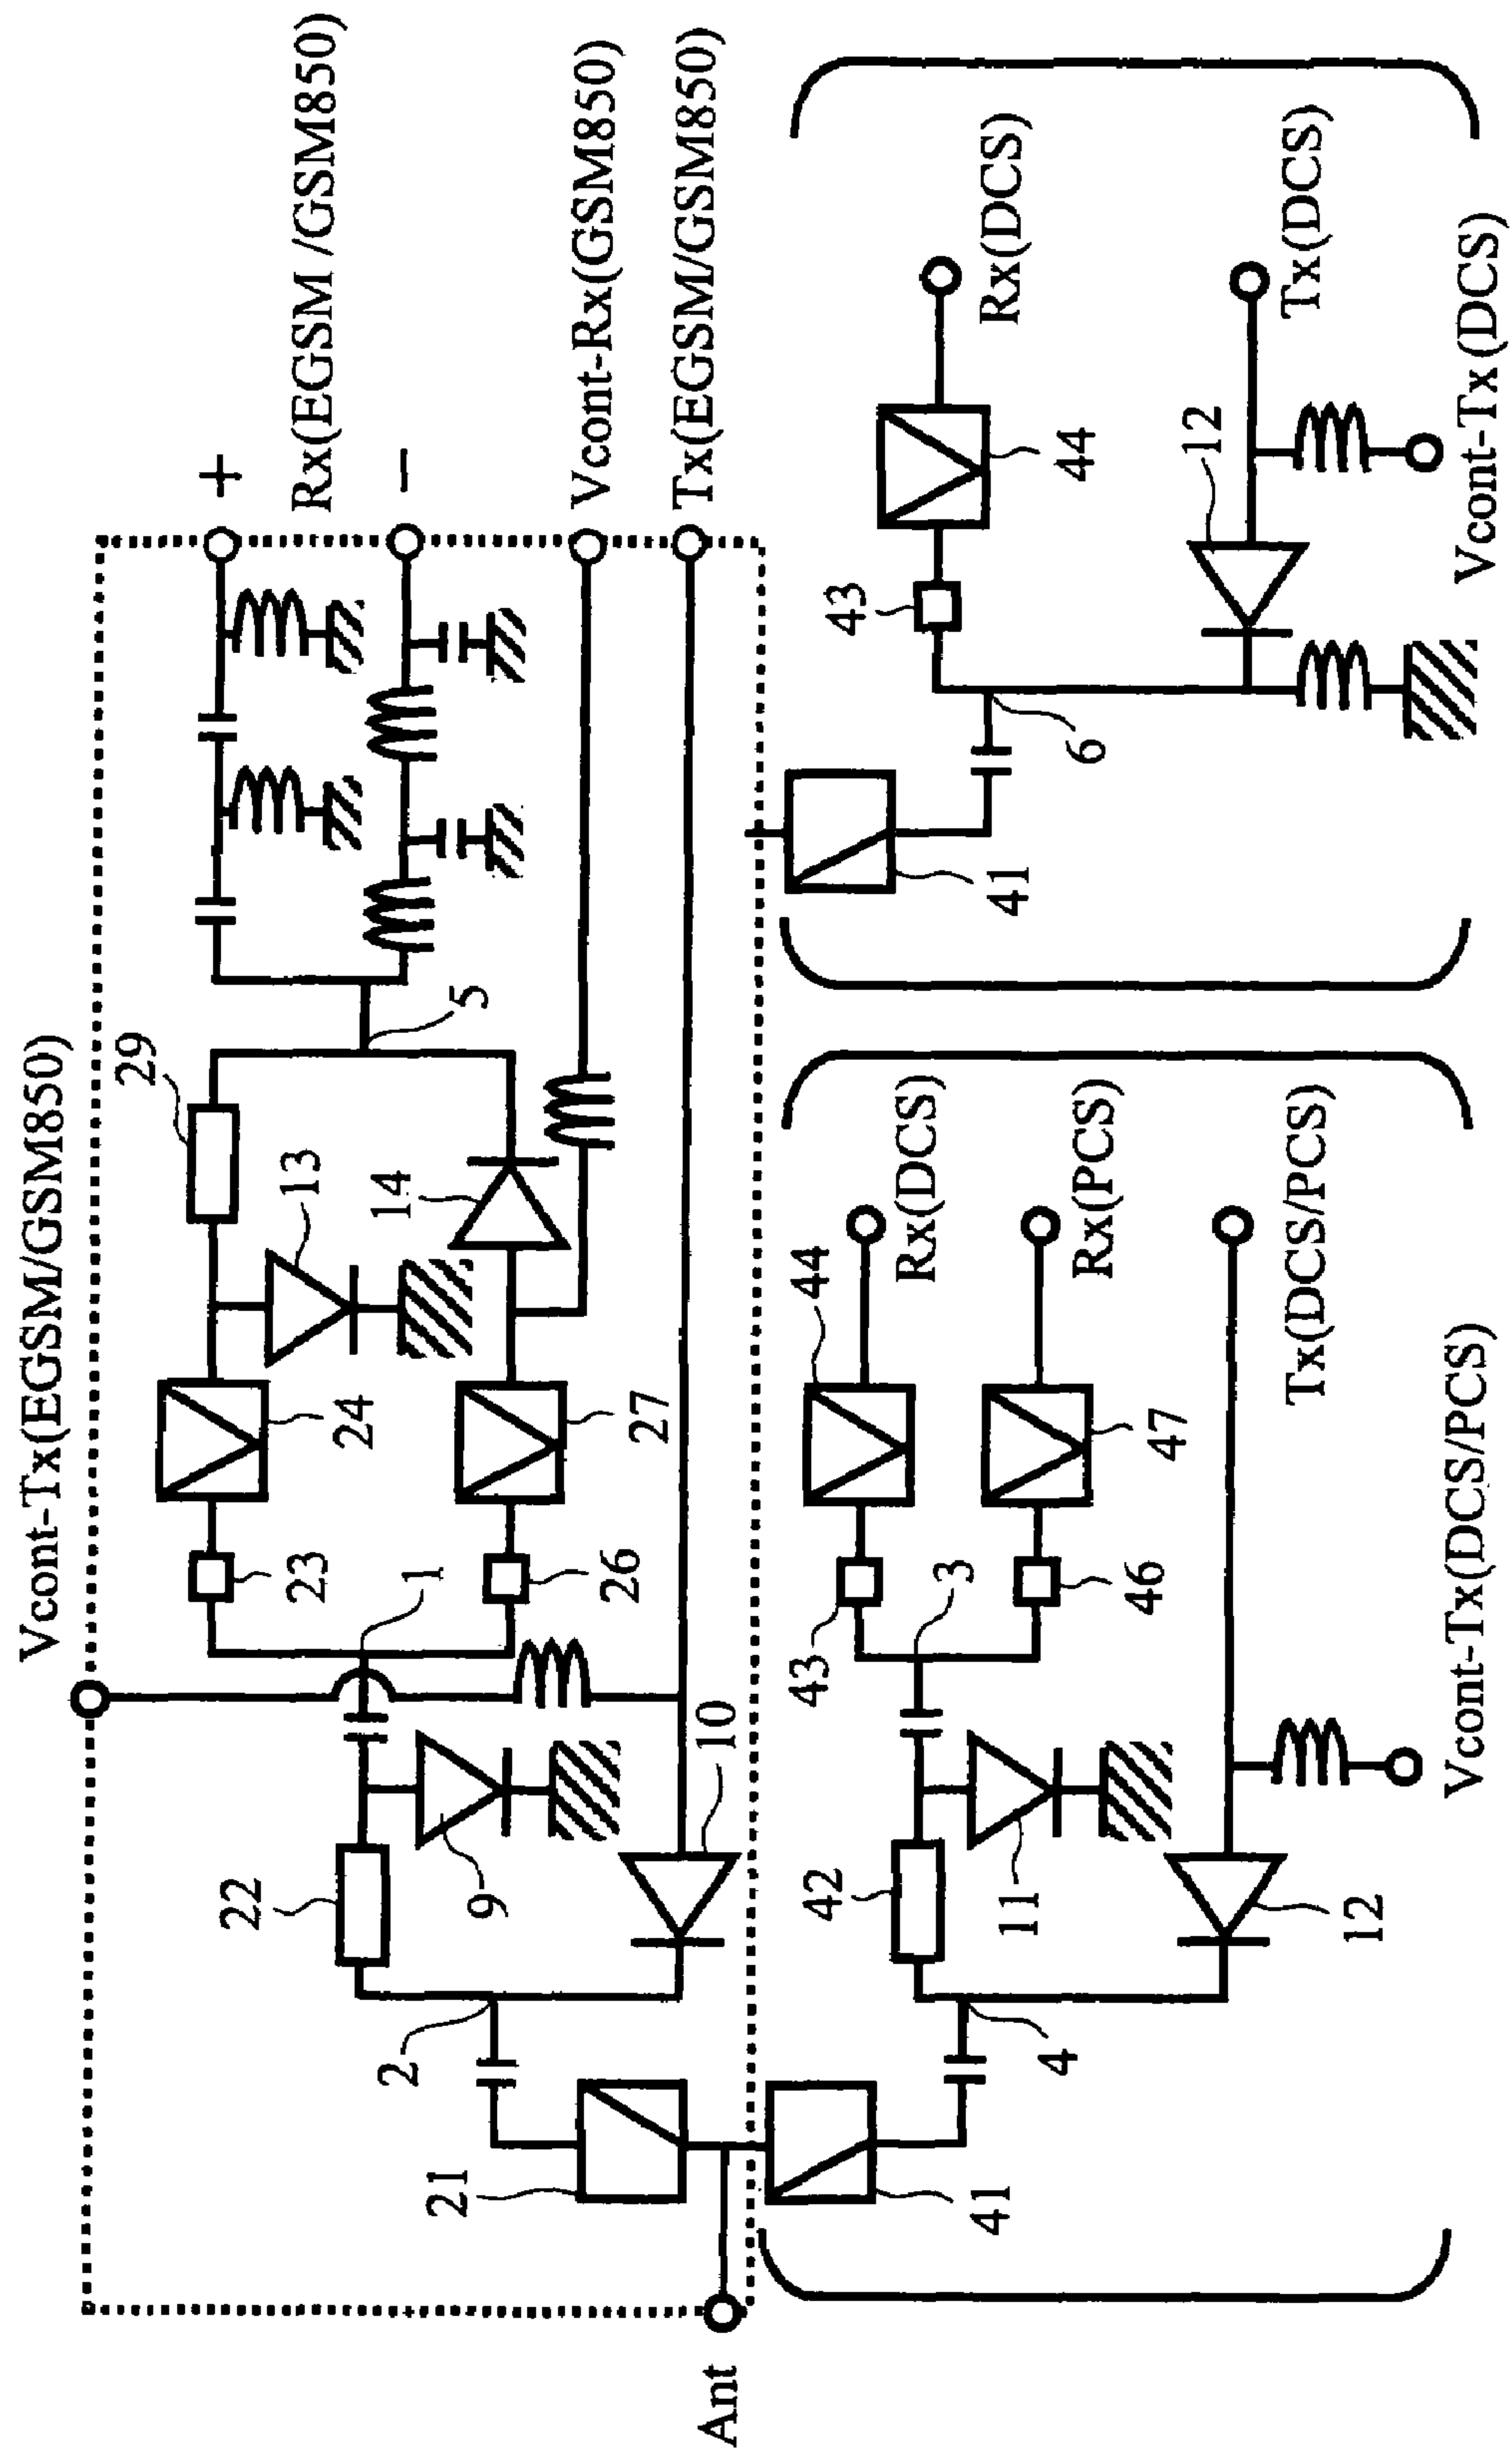 Vcont-Tx(EGSM/GSM850)
29
+
Rx(EGSM /GSM850)
−
Vcont-Rx(GSM850)
Tx(EGSM/GSM850)
5
13
14
24
27
23
1
26
22
9
10
2
21
Ant
41
44
Rx(DCS)
43
3
Rx(PCS)
47
46
42
11
Tx(DCS/PCS)
4
12
Vcont-Tx(DCS/PCS)
41
43
44
Rx(DCS)
6
12
Tx(DCS)
Vcont-Tx (DCS)